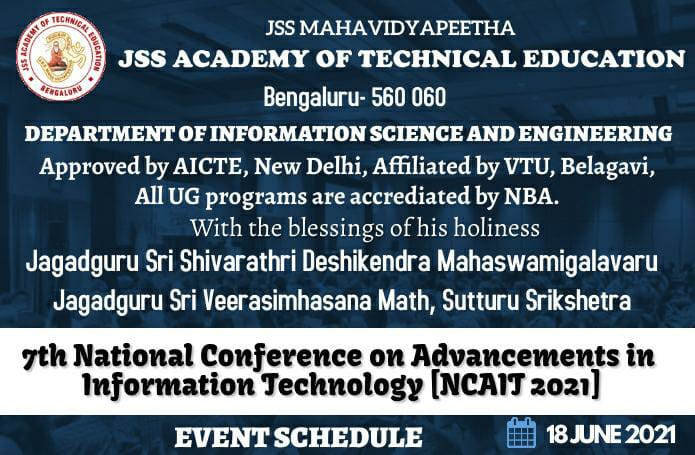 JSS MAHAVIDYAPEETHA
JSS ACADEMY OF TECHNICAL EDUCATION
JSS ACADEMY OF TECHNICAL EDUCATION
BENGALURU
Bengaluru- 560 060
DEPARTMENT OF INFORMATION SCIENCE AND ENGINEERING
Approved by AICTE, New Delhi, Affiliated by VTU, Belagavi,
All UG programs are accrediated by NBA.
With the blessings of his holiness
Jagadguru Sri Shivarathri Deshikendra Mahaswamigalavaru
Jagadguru Sri Veerasimhasana Math, Sutturu Srikshetra
7th National Conference on Advancements in
Information Technology [NCAIT 2021]
EVENT SCHEDULE
18 JUNE 2021